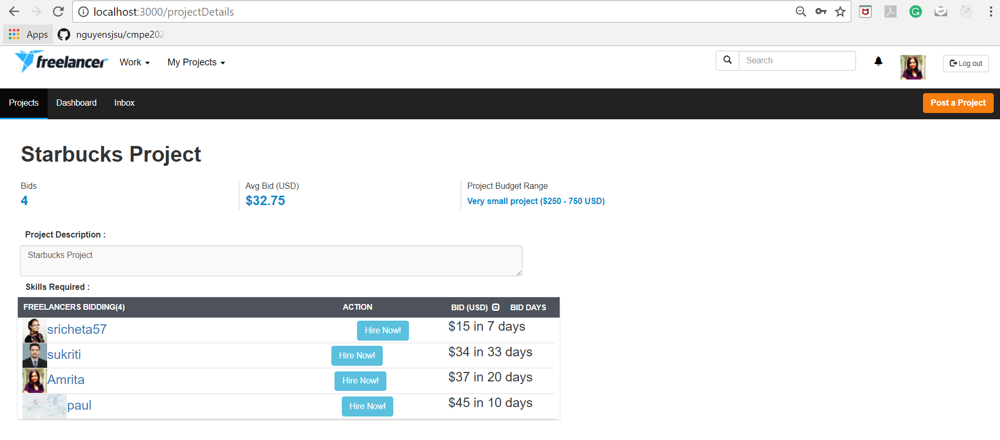 localhost:3000/projectDetails
Apps nguyensjsu/cmpe202
freelancer Work My Projects Search Log out
Projects Dashboard Inbox Post a Project
Starbucks Project
Bids Avg Bid (USD) Project Budget Range
4 $32.75 Very small project ($250 - 750 USD)
Project Description :
Starbucks Project
Skills Required :
FREELANCERS BIDDING(4) ACTION BID (USD) BID DAYS
sricheta57 Hire Now! $15 in 7 days
sukriti Hire Now! $34 in 33 days
Amrita Hire Now! $37 in 20 days
paul Hire Now! $45 in 10 days